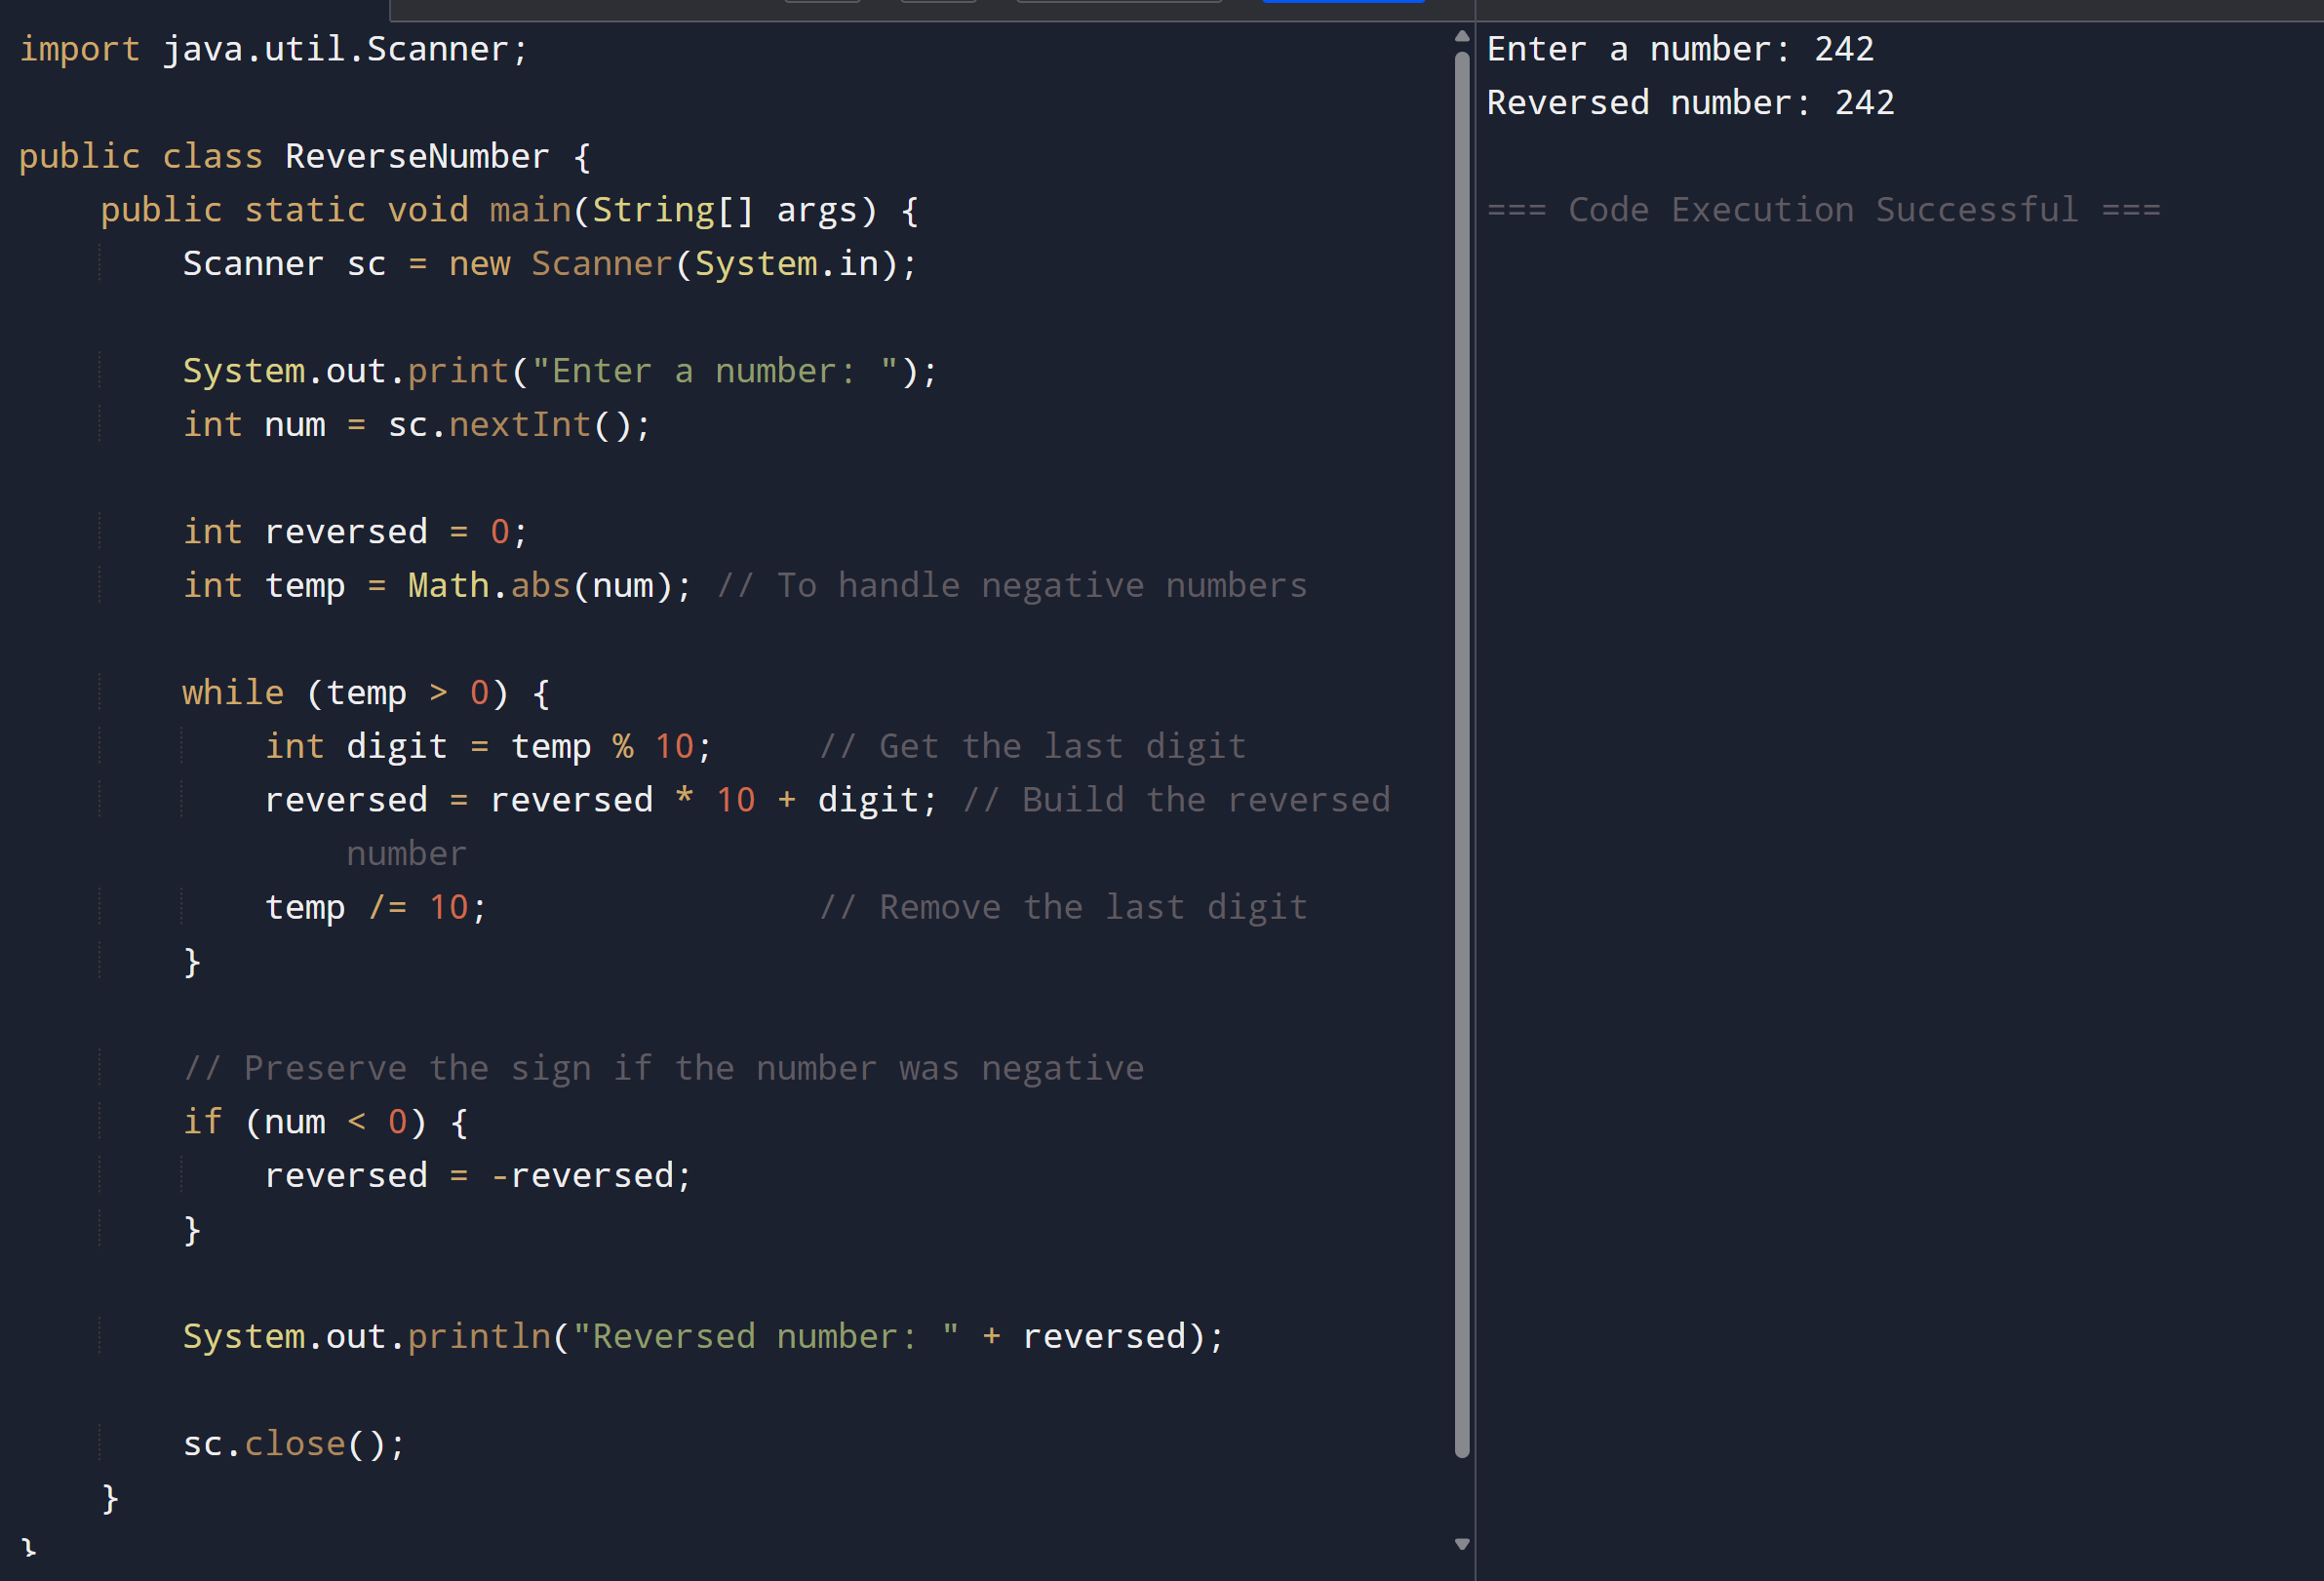 import java.util.Scanner;
public class ReverseNumber {
public static void main(String[] args) {
Scanner sc = new Scanner(System.in);
System.out.print("Enter a number: ");
int num = sc.nextInt();
int reversed = 0;
int temp = Math.abs(num); // To handle negative numbers
while (temp > 0) {
int digit = temp % 10; // Get the last digit
reversed = reversed * 10 + digit; // Build the reversed
number
temp /= 10; // Remove the last digit
}
// Preserve the sign if the number was negative
if (num < 0) {
reversed = -reversed;
}
System.out.println("Reversed number: " + reversed);
sc.close();
}
}
Enter a number: 242
Reversed number: 242
=== Code Execution Successful ===